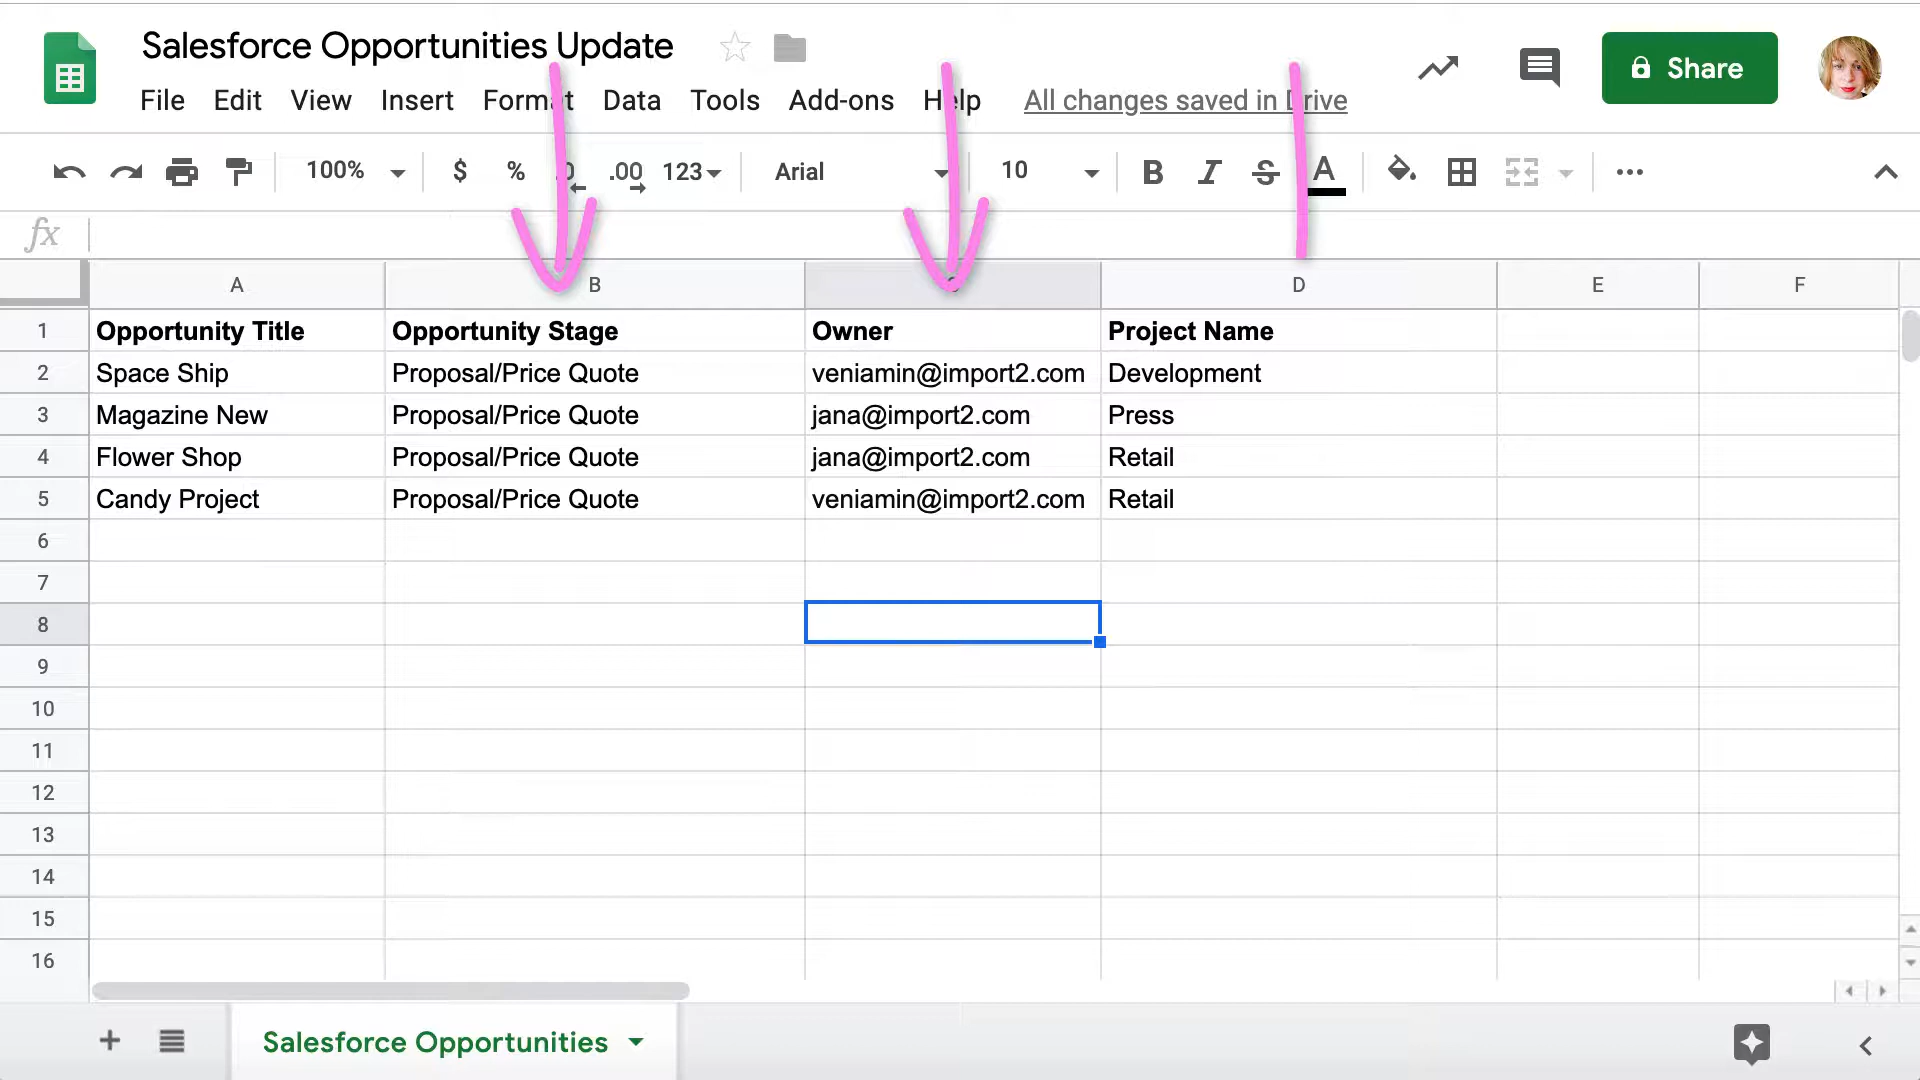 Salesforce Opportunities Update
File Edit View Insert Format Data Tools Add-ons Help All changes saved in Drive
Share
100% $ % .0 .00 123 Arial 10 B I S A
fx
A B C D E F
1 Opportunity Title Opportunity Stage Owner Project Name
2 Space Ship Proposal/Price Quote veniamin@import2.com Development
3 Magazine New Proposal/Price Quote jana@import2.com Press
4 Flower Shop Proposal/Price Quote jana@import2.com Retail
5 Candy Project Proposal/Price Quote veniamin@import2.com Retail
6
7
8
9
10
11
12
13
14
15
16
Salesforce Opportunities